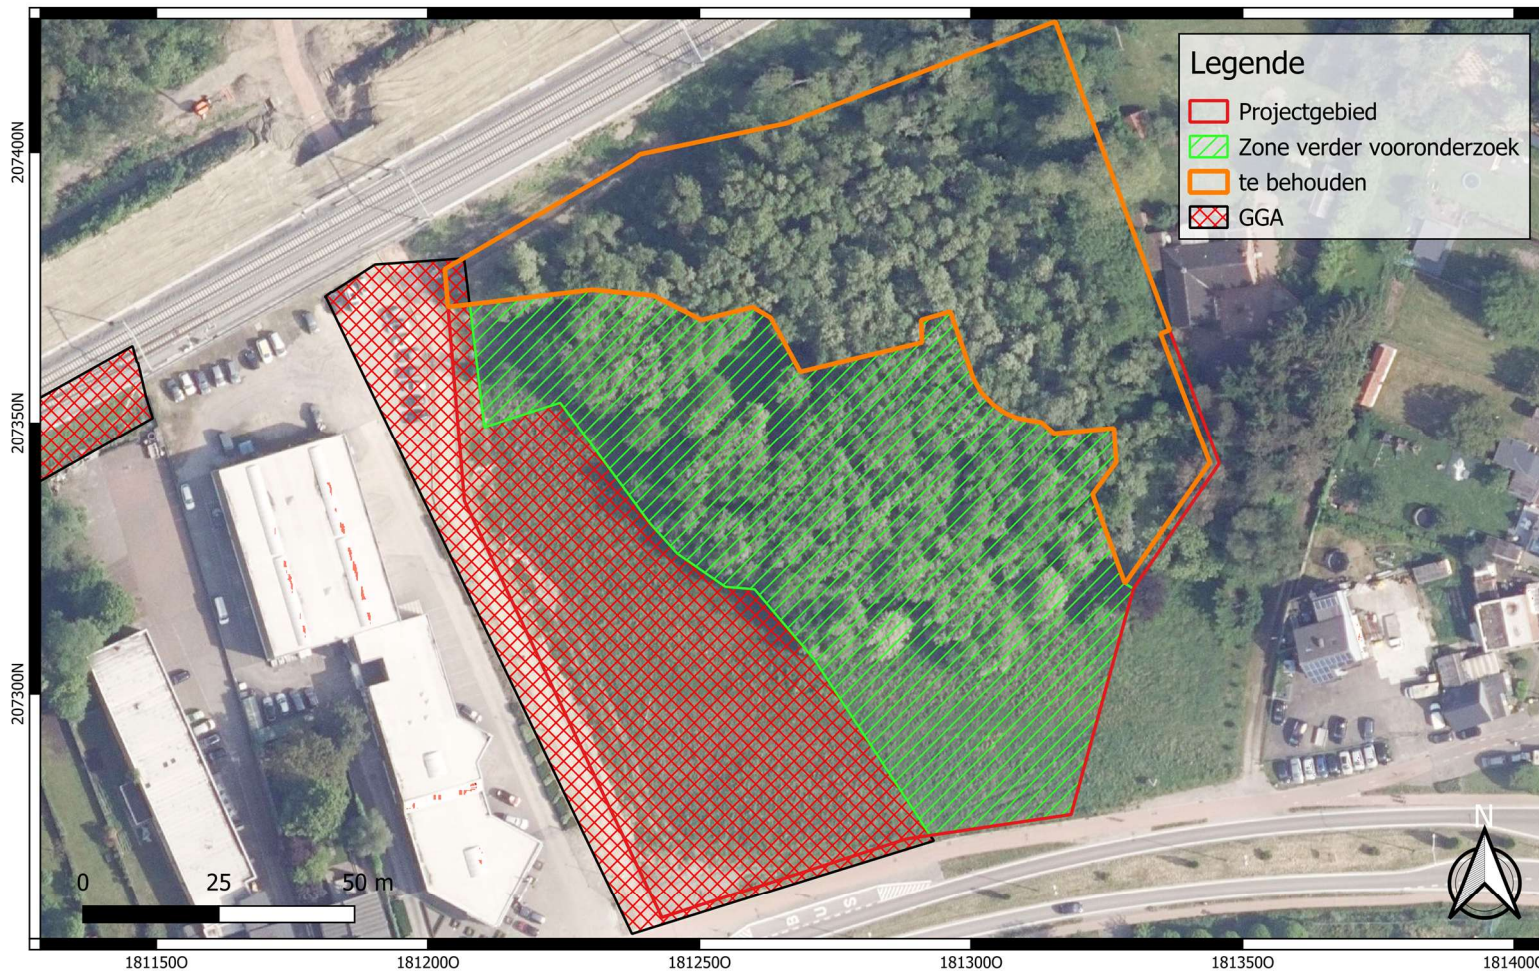 Legende
Projectgebied
Zone verder vooronderzoek
te behouden
GGA
207400N
207350N
207300N
0 25 50 m
BUS
N
181150O 181200O 181250O 181300O 181350O 181400O